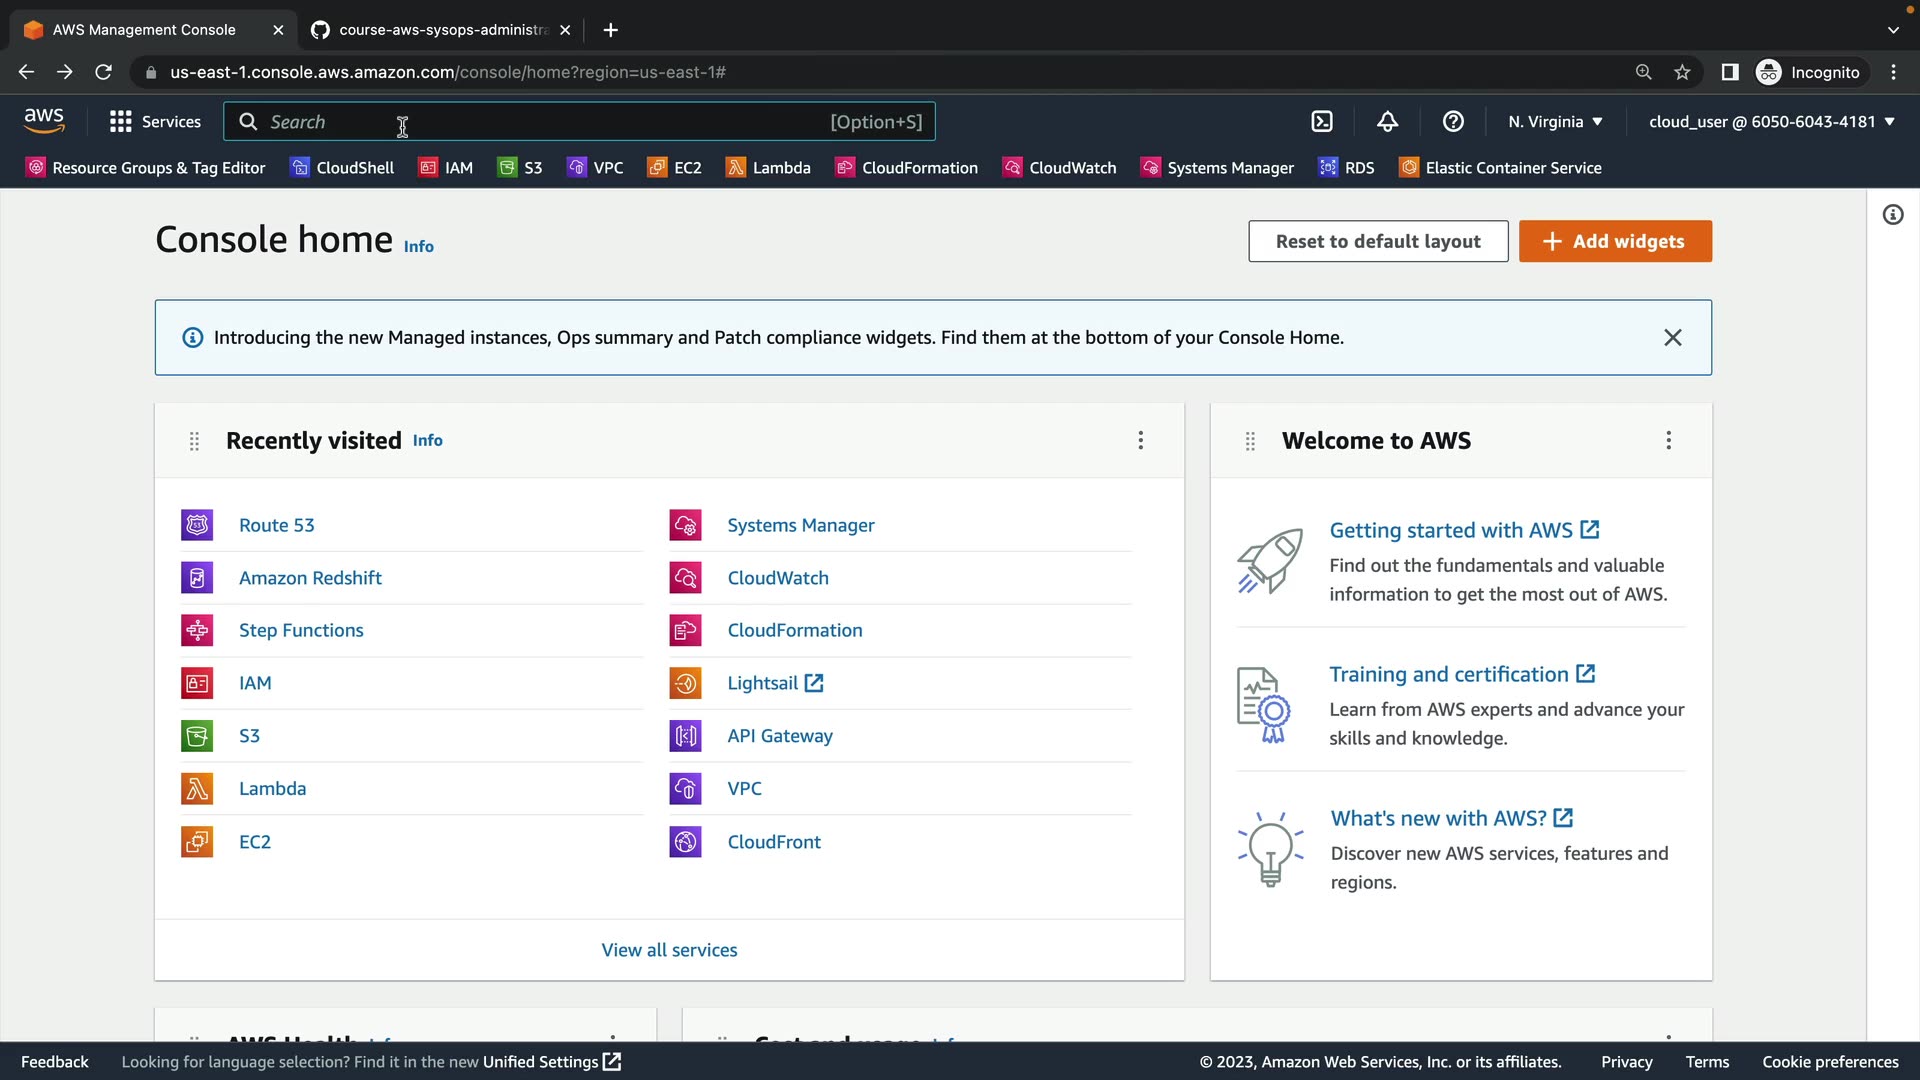 AWS Management Console
course-aws-sysops-administra
us-east-1.console.aws.amazon.com/console/home?region=us-east-1#
Incognito
aws
Services
Search
[Option+S]
N. Virginia
cloud_user @ 6050-6043-4181
Resource Groups & Tag Editor
CloudShell
IAM
S3
VPC
EC2
Lambda
CloudFormation
CloudWatch
Systems Manager
RDS
Elastic Container Service
Console home Info
Reset to default layout
Add widgets
Introducing the new Managed instances, Ops summary and Patch compliance widgets. Find them at the bottom of your Console Home.
Recently visited Info
Route 53
Amazon Redshift
Step Functions
IAM
S3
Lambda
EC2
Systems Manager
CloudWatch
CloudFormation
Lightsail
API Gateway
VPC
CloudFront
View all services
Welcome to AWS
Getting started with AWS
Find out the fundamentals and valuable
information to get the most out of AWS.
Training and certification
Learn from AWS experts and advance your
skills and knowledge.
What's new with AWS?
Discover new AWS services, features and
regions.
AWS Health Info
Cost and usage Info
Feedback
Looking for language selection? Find it in the new Unified Settings
© 2023, Amazon Web Services, Inc. or its affiliates.
Privacy
Terms
Cookie preferences